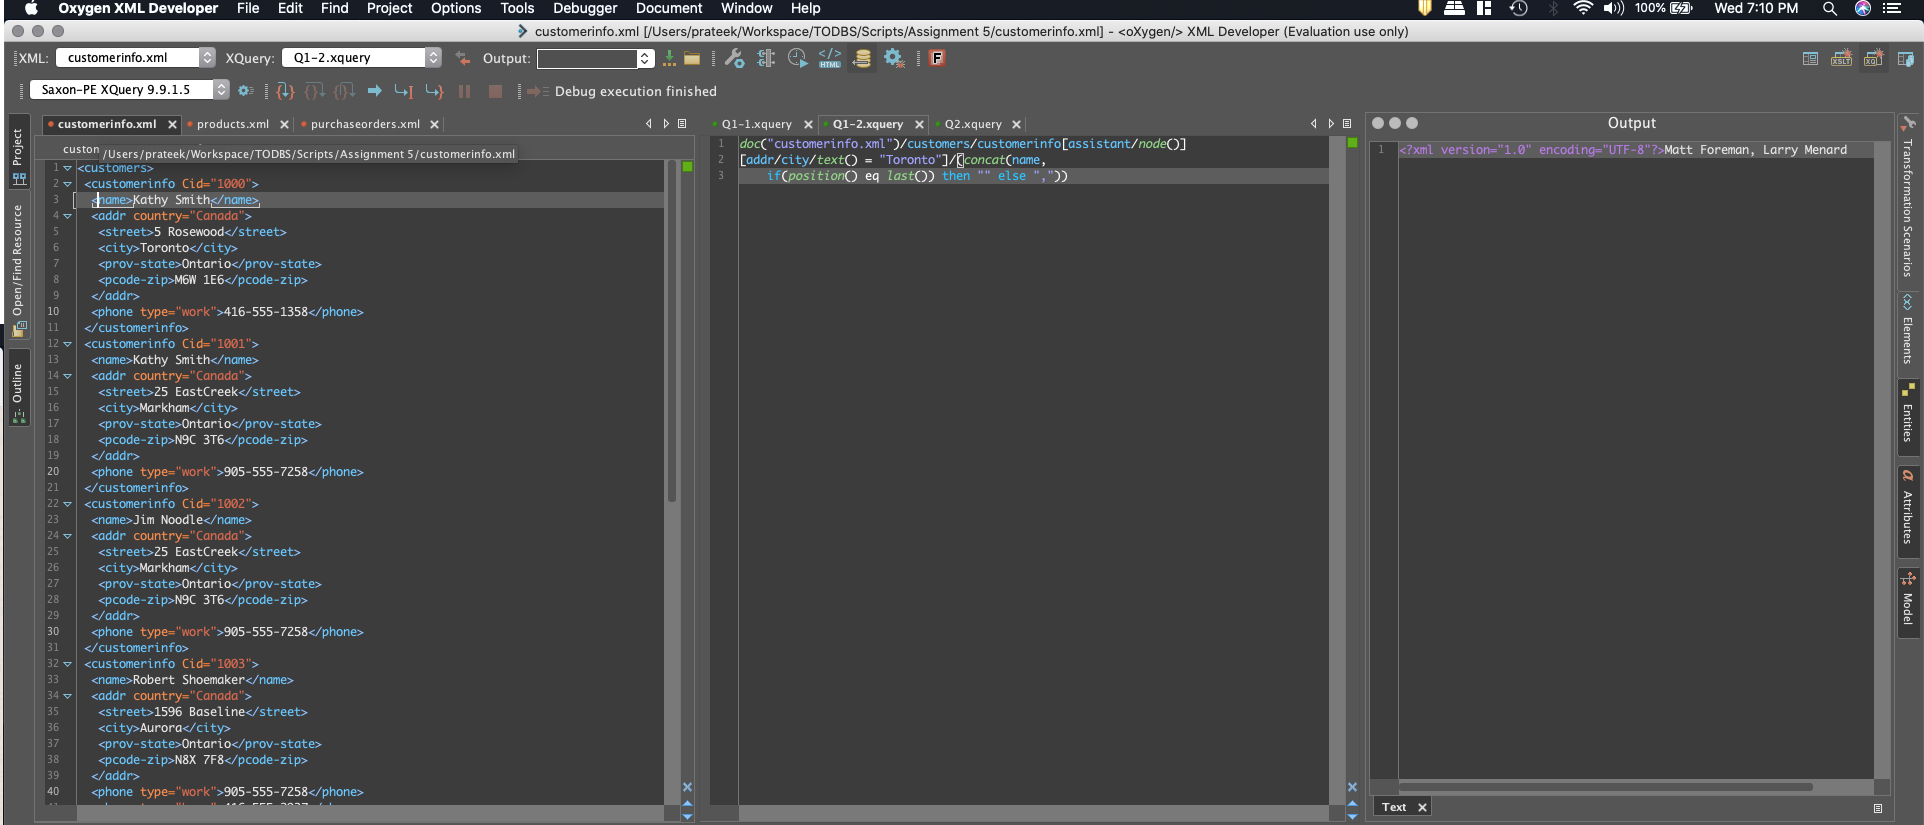 Oxygen XML Developer File Edit Find Project Options Tools Debugger Document Window Help 100% Wed 7:10 PM
customerinfo.xml [/Users/prateek/Workspace/TODBS/Scripts/Assignment 5/customerinfo.xml] - <oXygen/> XML Developer (Evaluation use only)
XML: customerinfo.xml XQuery: Q1-2.xquery Output:
Saxon-PE XQuery 9.9.1.5 Debug execution finished
customerinfo.xml products.xml purchaseorders.xml
custon
/Users/prateek/Workspace/TODBS/Scripts/Assignment 5/customerinfo.xml
1 <customers>
2 <customerinfo Cid="1000">
3 <name>Kathy Smith</name>
4 <addr country="Canada">
5 <street>5 Rosewood</street>
6 <city>Toronto</city>
7 <prov-state>Ontario</prov-state>
8 <pcode-zip>M6W 1E6</pcode-zip>
9 </addr>
10 <phone type="work">416-555-1358</phone>
11 </customerinfo>
12 <customerinfo Cid="1001">
13 <name>Kathy Smith</name>
14 <addr country="Canada">
15 <street>25 EastCreek</street>
16 <city>Markham</city>
17 <prov-state>Ontario</prov-state>
18 <pcode-zip>N9C 3T6</pcode-zip>
19 </addr>
20 <phone type="work">905-555-7258</phone>
21 </customerinfo>
22 <customerinfo Cid="1002">
23 <name>Jim Noodle</name>
24 <addr country="Canada">
25 <street>25 EastCreek</street>
26 <city>Markham</city>
27 <prov-state>Ontario</prov-state>
28 <pcode-zip>N9C 3T6</pcode-zip>
29 </addr>
30 <phone type="work">905-555-7258</phone>
31 </customerinfo>
32 <customerinfo Cid="1003">
33 <name>Robert Shoemaker</name>
34 <addr country="Canada">
35 <street>1596 Baseline</street>
36 <city>Aurora</city>
37 <prov-state>Ontario</prov-state>
38 <pcode-zip>N8X 7F8</pcode-zip>
39 </addr>
40 <phone type="work">905-555-7258</phone>
Q1-1.xquery Q1-2.xquery Q2.xquery
1 doc("customerinfo.xml")/customers/customerinfo[assistant/node()]
2 [addr/city/text() = "Toronto"]/(concat(name,
3 if(position() eq last()) then "" else ","))
Output
1 <?xml version="1.0" encoding="UTF-8"?>Matt Foreman, Larry Menard
Text
Project
Open/Find Resource
Outline
Transformation Scenarios
Elements
Entities
Attributes
Model
HTML
XSLT
XQ
F